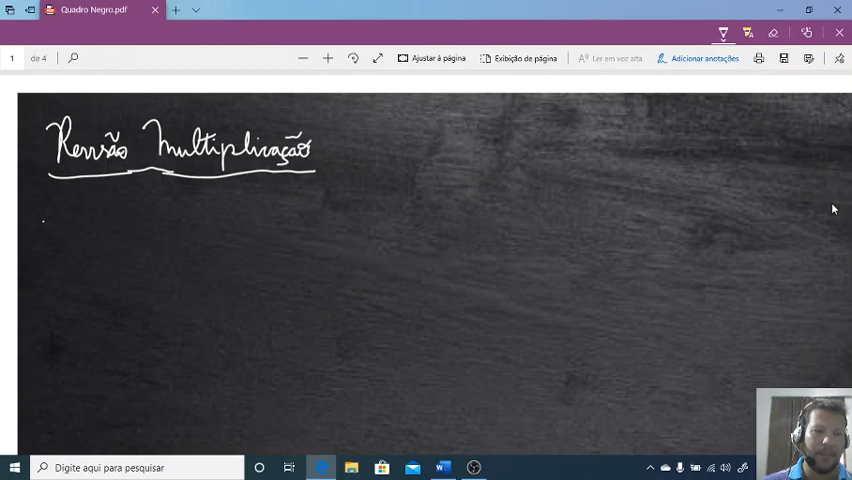 Quadro Negro.pdf
1 de 4 Ajustar à página Exibição de página Ler em voz alta Adicionar anotações
Revisão Multiplicação
Digite aqui para pesquisar